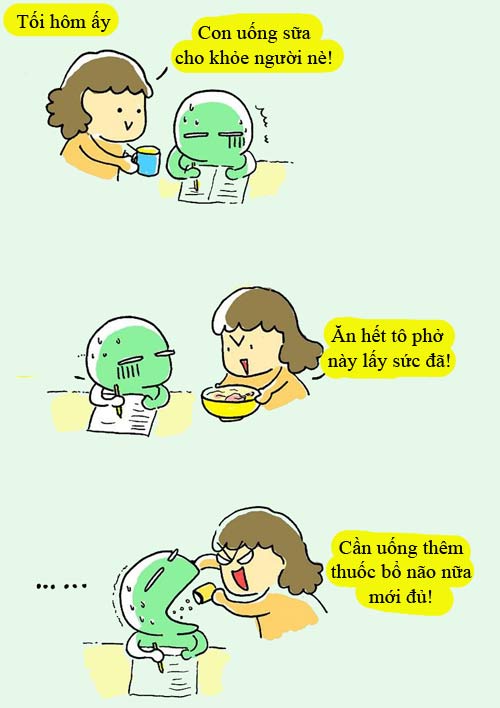 Tối hôm ấy
Con uống sữa
cho khỏe người nè!
Ăn hết tô phở
này lấy sức đã!
......
Cần uống thêm
thuốc bổ não nữa
mới đủ!